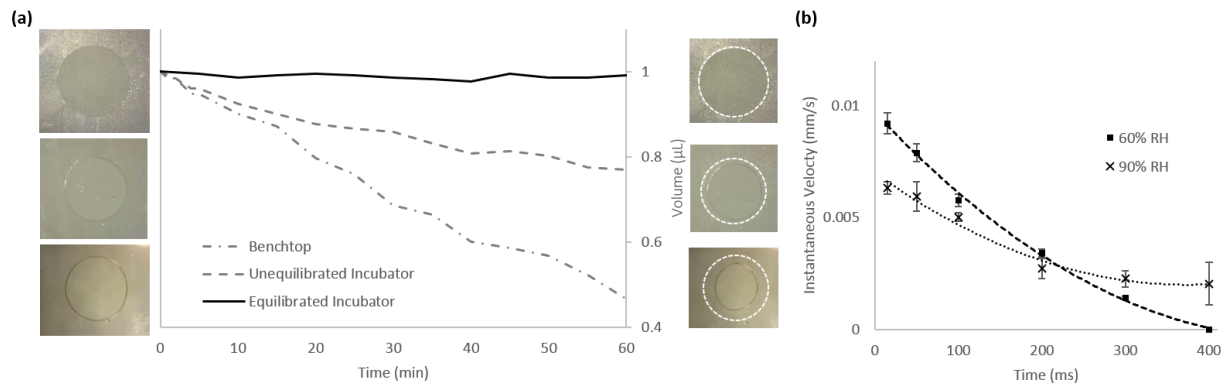 (a)
1
0.8
0.6
0.4
Volume (µL)
Benchtop
Unequilibrated Incubator
Equilibrated Incubator
0 10 20 30 40 50 60
Time (min)
(b)
0.01
0.005
0
Instantaneous Velocty (mm/s)
60% RH
90% RH
0 100 200 300 400
Time (ms)